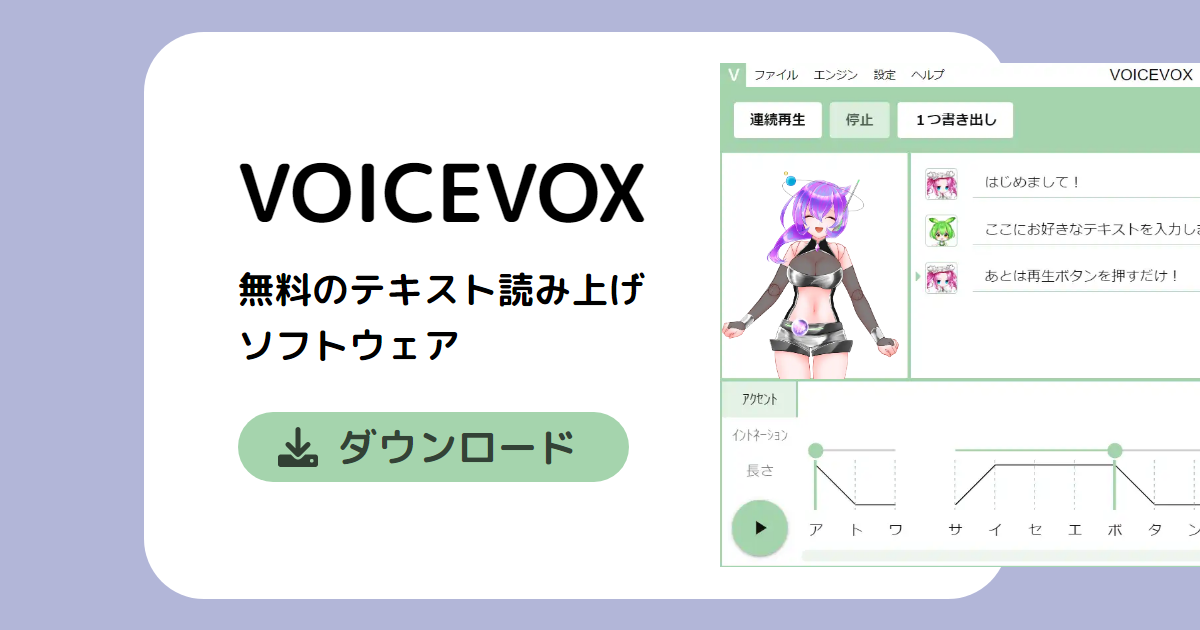 VOICEVOX
無料のテキスト読み上げ
ソフトウェア
ダウンロード
V ファイル エンジン 設定 ヘルプ VOICEVOX
連続再生 停止 1つ書き出し
はじめまして！
ここにお好きなテキストを入力しま
あとは再生ボタンを押すだけ！
アクセント
イントネーション
長さ
ア ト ワ サ イ セ エ ボ タ ン